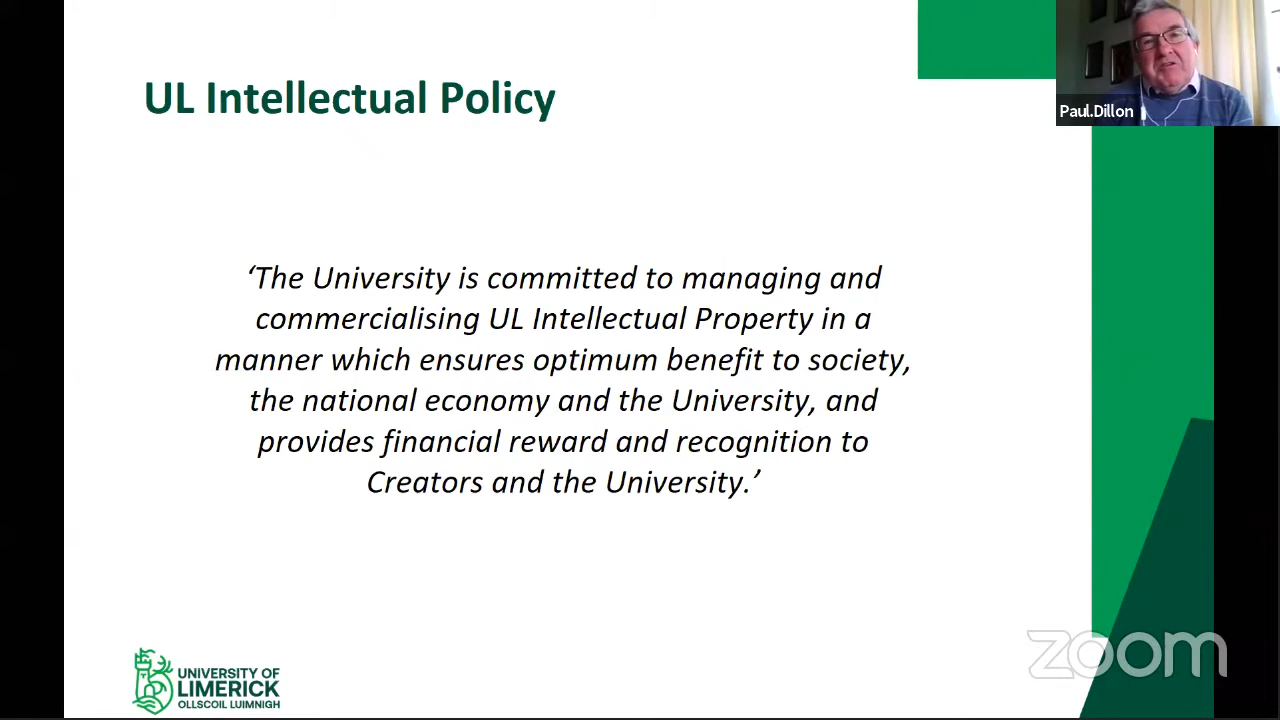 UL Intellectual Policy
Paul.Dillon
‘The University is committed to managing and
commercialising UL Intellectual Property in a
manner which ensures optimum benefit to society,
the national economy and the University, and
provides financial reward and recognition to
Creators and the University.’
UNIVERSITY OF
LIMERICK
OLLSCOIL LUIMNIGH
zoom